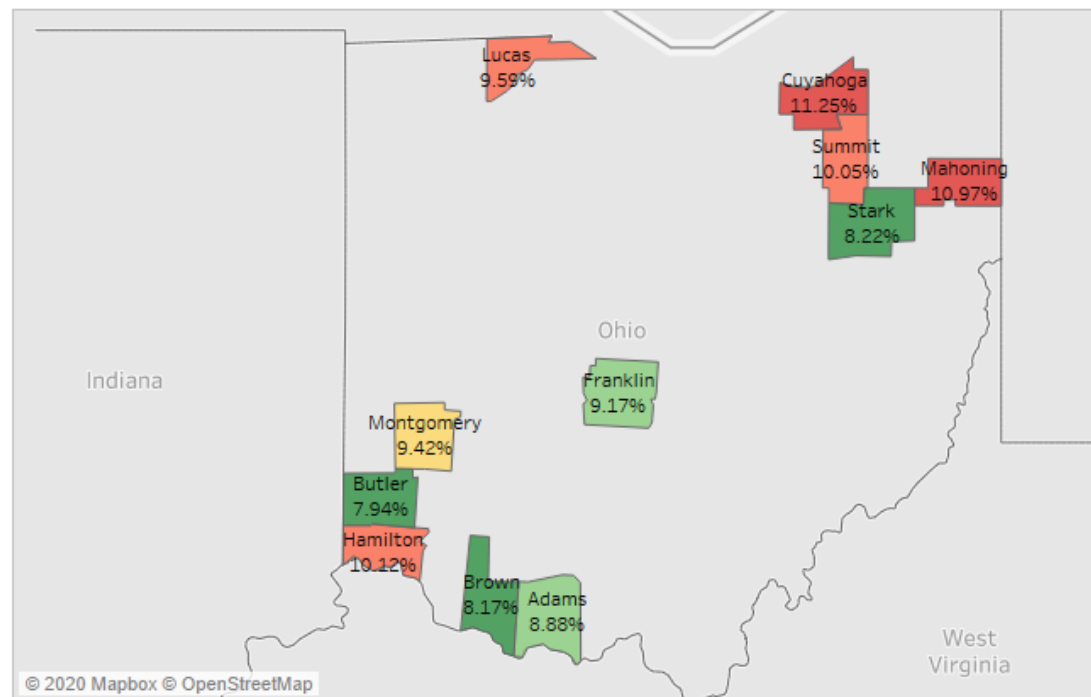 Lucas
9.59%
Cuyahoga
11.25%
Summit
10.05%
Mahoning
10.97%
Stark
8.22%
Ohio
Indiana
Franklin
9.17%
Montgomery
9.42%
Butler
7.94%
Hamilton
10.12%
Brown
8.17%
Adams
8.88%
West
Virginia
© 2020 Mapbox © OpenStreetMap